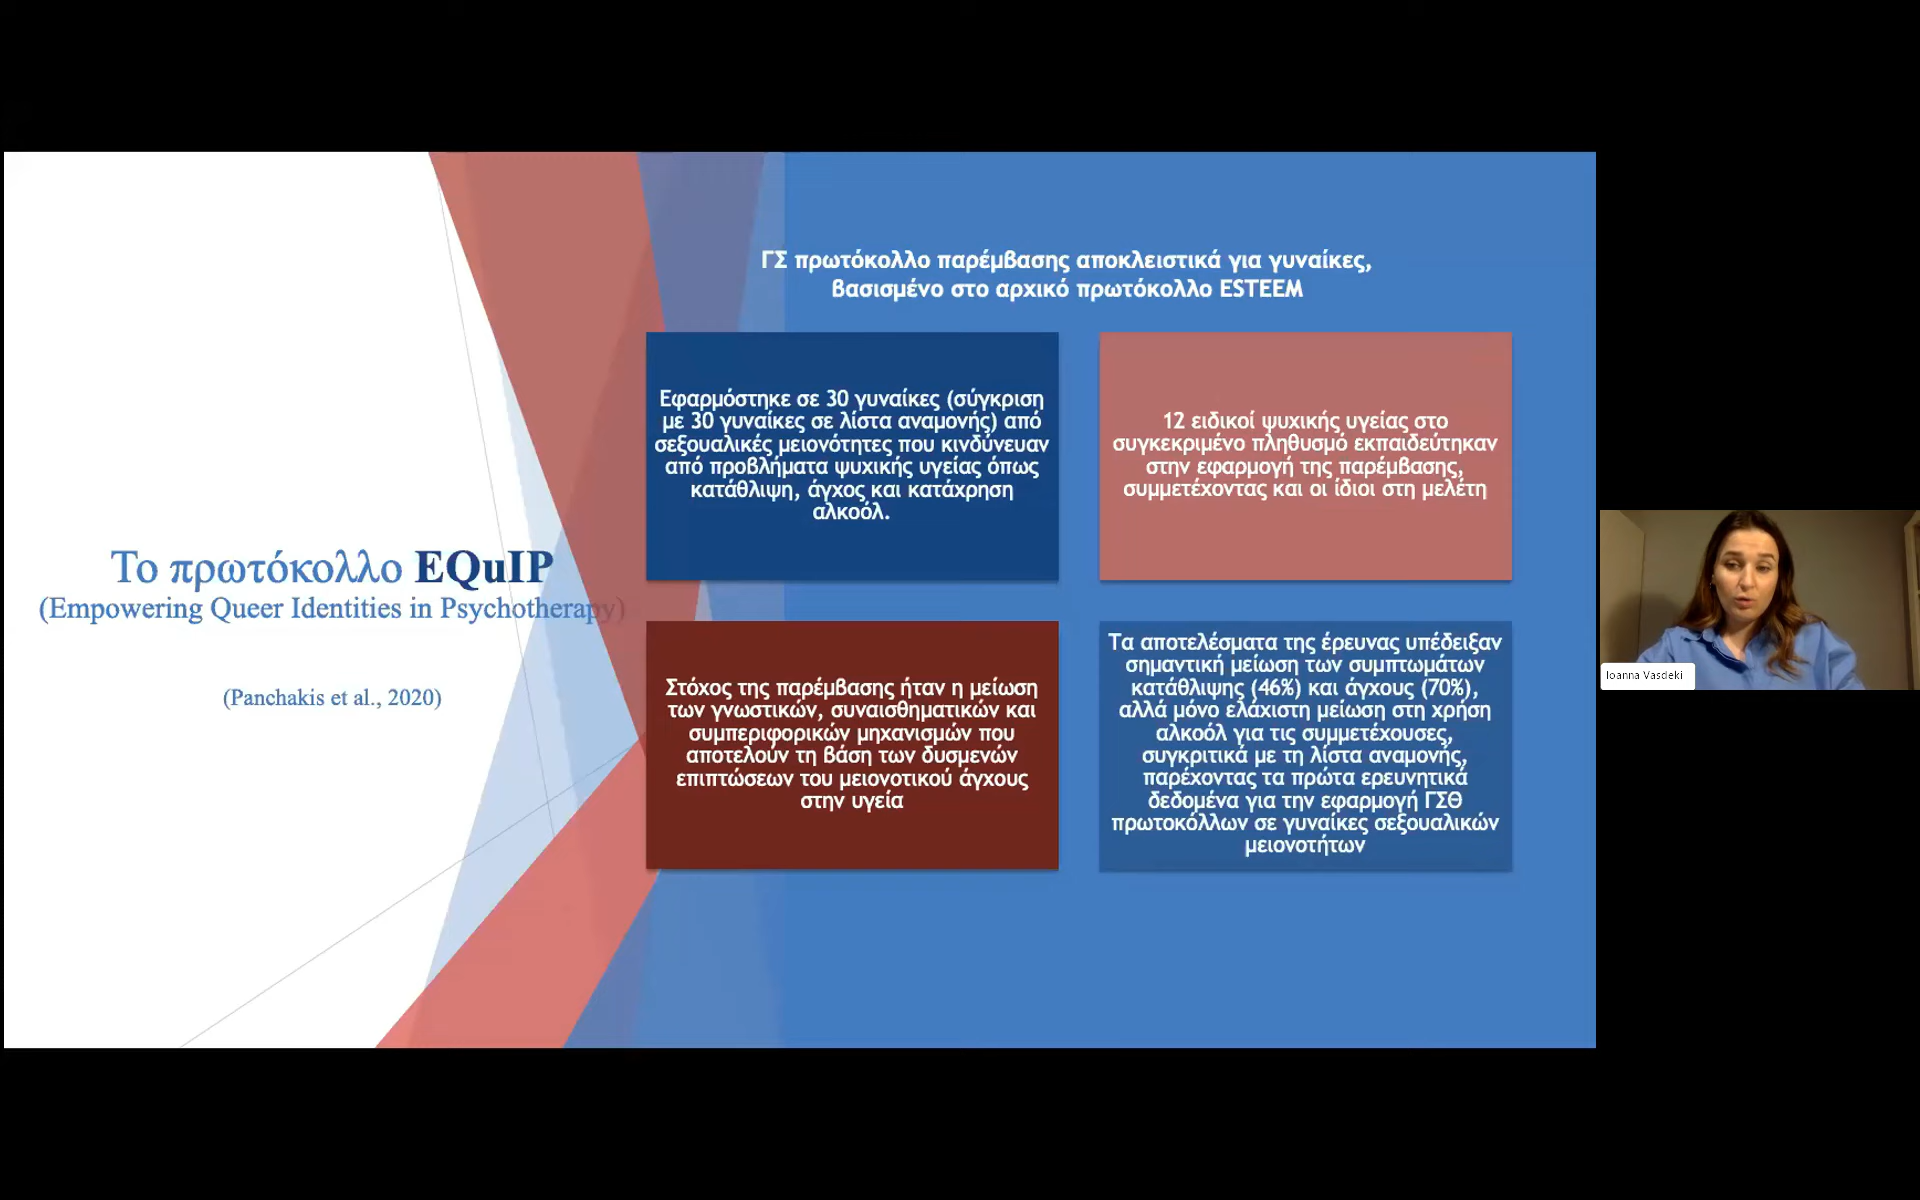 Το πρωτόκολλο EQuIP
(Empowering Queer Identities in Psychotherapy)
(Panchakis et al., 2020)
ΓΣ πρωτόκολλο παρέμβασης αποκλειστικά για γυναίκες,
βασισμένο στο αρχικό πρωτόκολλο ESTEEM
Εφαρμόστηκε σε 30 γυναίκες (σύγκριση
με 30 γυναίκες σε λίστα αναμονής) από
σεξουαλικές μειονότητες που κινδύνευαν
από προβλήματα ψυχικής υγείας όπως
κατάθλιψη, άγχος και κατάχρηση
αλκοόλ.
12 ειδικοί ψυχικής υγείας στο
συγκεκριμένο πληθυσμό εκπαιδεύτηκαν
στην εφαρμογή της παρέμβασης,
συμμετέχοντας και οι ίδιοι στη μελέτη
Στόχος της παρέμβασης ήταν η μείωση
των γνωστικών, συναισθηματικών και
συμπεριφορικών μηχανισμών που
αποτελούν τη βάση των δυσμενών
επιπτώσεων του μειονοτικού άγχους
στην υγεία
Τα αποτελέσματα της έρευνας υπέδειξαν
σημαντική μείωση των συμπτωμάτων
κατάθλιψης (46%) και άγχους (70%),
αλλά μόνο ελάχιστη μείωση στη χρήση
αλκοόλ για τις συμμετέχουσες,
συγκριτικά με τη λίστα αναμονής,
παρέχοντας τα πρώτα ερευνητικά
δεδομένα για την εφαρμογή ΓΣΘ
πρωτοκόλλων σε γυναίκες σεξουαλικών
μειονοτήτων
Ioanna Vasdeki